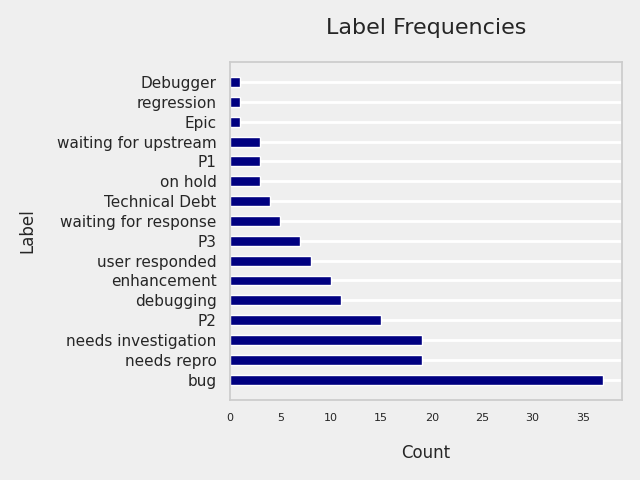 Label Frequencies
Debugger
regression
Epic
waiting for upstream
P1
on hold
Technical Debt
waiting for response
P3
user responded
enhancement
debugging
P2
needs investigation
needs repro
bug
Label
0 5 10 15 20 25 30 35
Count